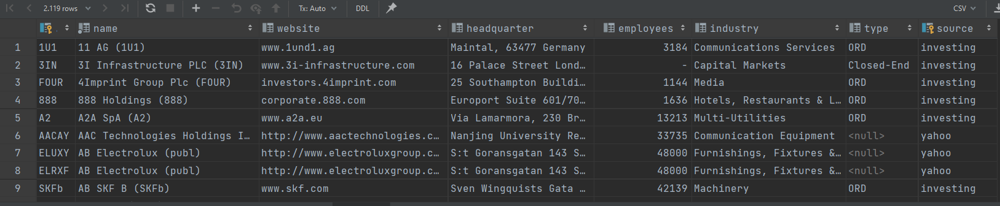 2.119 rows Tx: Auto DDL CSV
. name website headquarter employees industry type source
1 1U1 11 AG (1U1) www.1und1.ag Maintal, 63477 Germany 3184 Communications Services ORD investing
2 3IN 3I Infrastructure PLC (3IN) www.3i-infrastructure.com 16 Palace Street Lond… - Capital Markets Closed-End investing
3 FOUR 4Imprint Group Plc (FOUR) investors.4imprint.com 25 Southampton Buildi… 1144 Media ORD investing
4 888 888 Holdings (888) corporate.888.com Europort Suite 601/70… 1636 Hotels, Restaurants & L… ORD investing
5 A2 A2A SpA (A2) www.a2a.eu Via Lamarmora, 230 Br… 13213 Multi-Utilities ORD investing
6 AACAY AAC Technologies Holdings I… http://www.aactechnologies.c… Nanjing University Re… 33735 Communication Equipment <null> yahoo
7 ELUXY AB Electrolux (publ) http://www.electroluxgroup.c… S:t Goransgatan 143 S… 48000 Furnishings, Fixtures &… <null> yahoo
8 ELRXF AB Electrolux (publ) http://www.electroluxgroup.c… S:t Goransgatan 143 S… 48000 Furnishings, Fixtures &… <null> yahoo
9 SKFb AB SKF B (SKFb) www.skf.com Sven Wingquists Gata … 42139 Machinery ORD investing